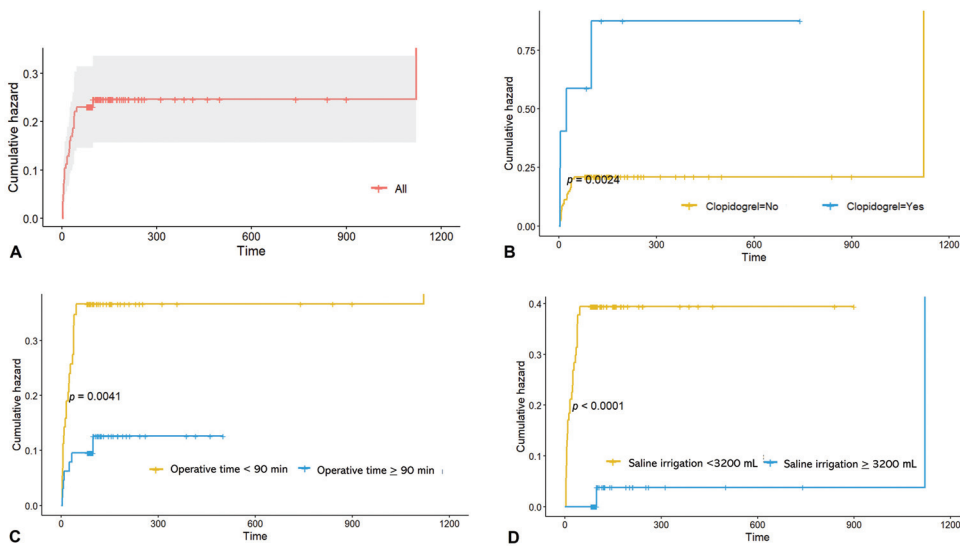 Cumulative hazard
0.3
0.2
0.1
0.0
All
0
300
600
900
1200
Time
A
Cumulative hazard
0.75
0.50
0.25
0.00
p = 0.0024
Clopidogrel=No
Clopidogrel=Yes
0
300
600
900
1200
Time
B
Cumulative hazard
0.3
0.2
0.1
0.0
p = 0.0041
Operative time < 90 min
Operative time ≥ 90 min
0
300
600
900
1200
Time
C
Cumulative hazard
0.4
0.3
0.2
0.1
0.0
p < 0.0001
Saline irrigation <3200 mL
Saline irrigation ≥ 3200 mL
0
300
600
900
1200
Time
D